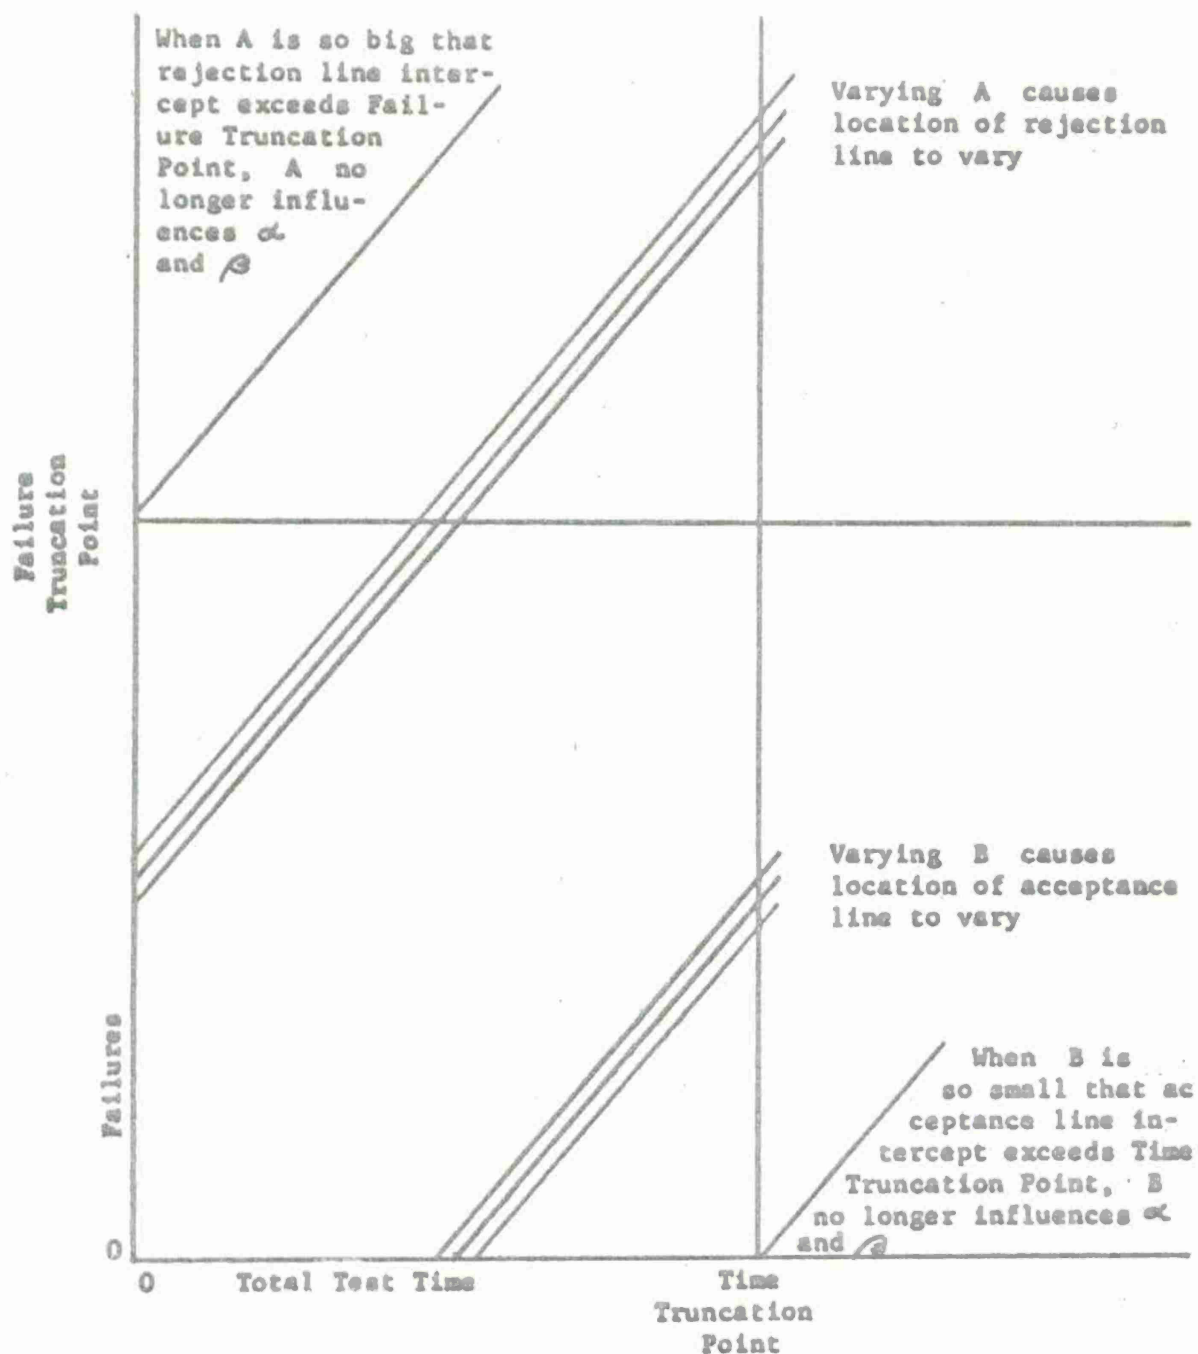 When A is so big that
rejection line inter-
cept exceeds Fail-
ure Truncation
Point, A no
longer influ-
ences α
and β
Varying A causes
location of rejection
line to vary
Failure
Truncation
Point
Varying B causes
location of acceptance
line to vary
Failures
When B is
so small that ac
ceptance line in-
tercept exceeds Time
Truncation Point, B
no longer influences α
and β
0
0 Total Test Time
Time
Truncation
Point